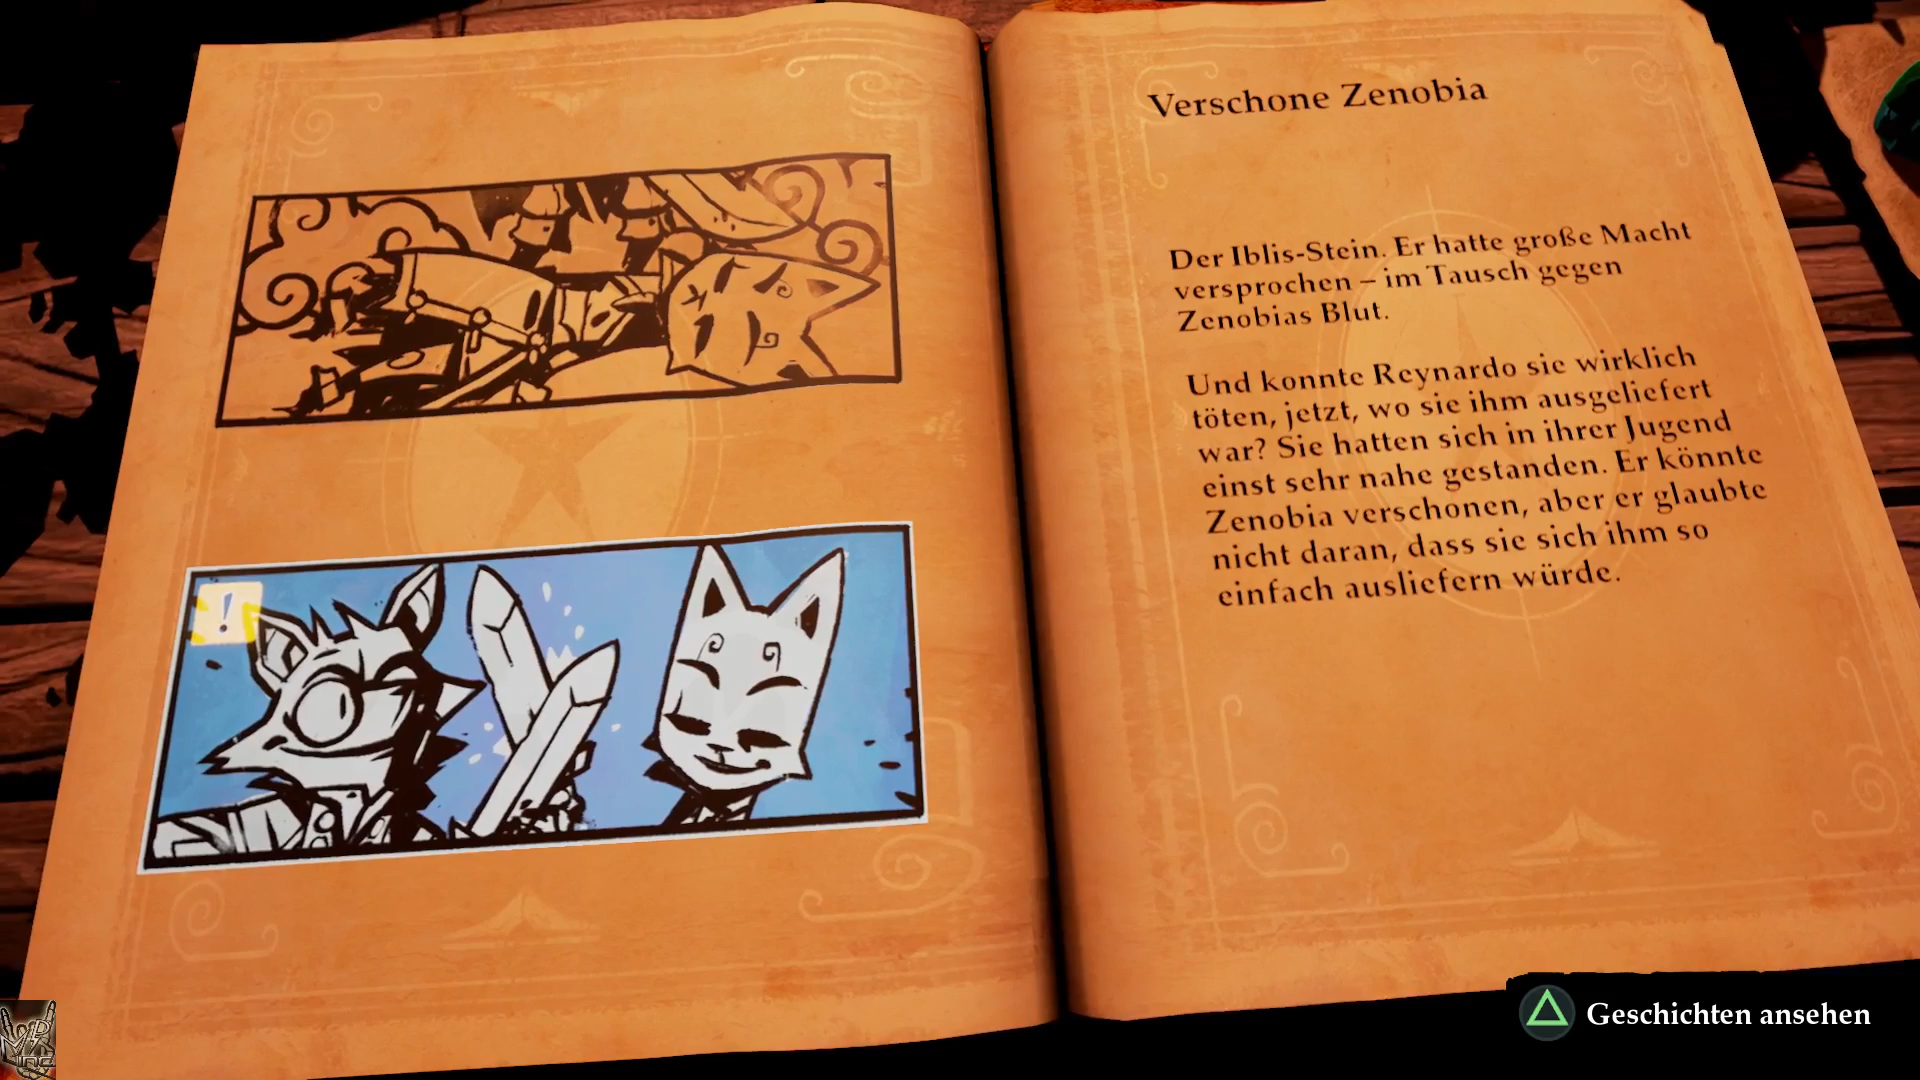 Verschone Zenobia
Der Iblis-Stein. Er hatte große Macht
versprochen – im Tausch gegen
Zenobias Blut.
Und konnte Reynardo sie wirklich
töten, jetzt, wo sie ihm ausgeliefert
war? Sie hatten sich in ihrer Jugend
einst sehr nahe gestanden. Er könnte
Zenobia verschonen, aber er glaubte
nicht daran, dass sie sich ihm so
einfach ausliefern würde.
!
Geschichten ansehen